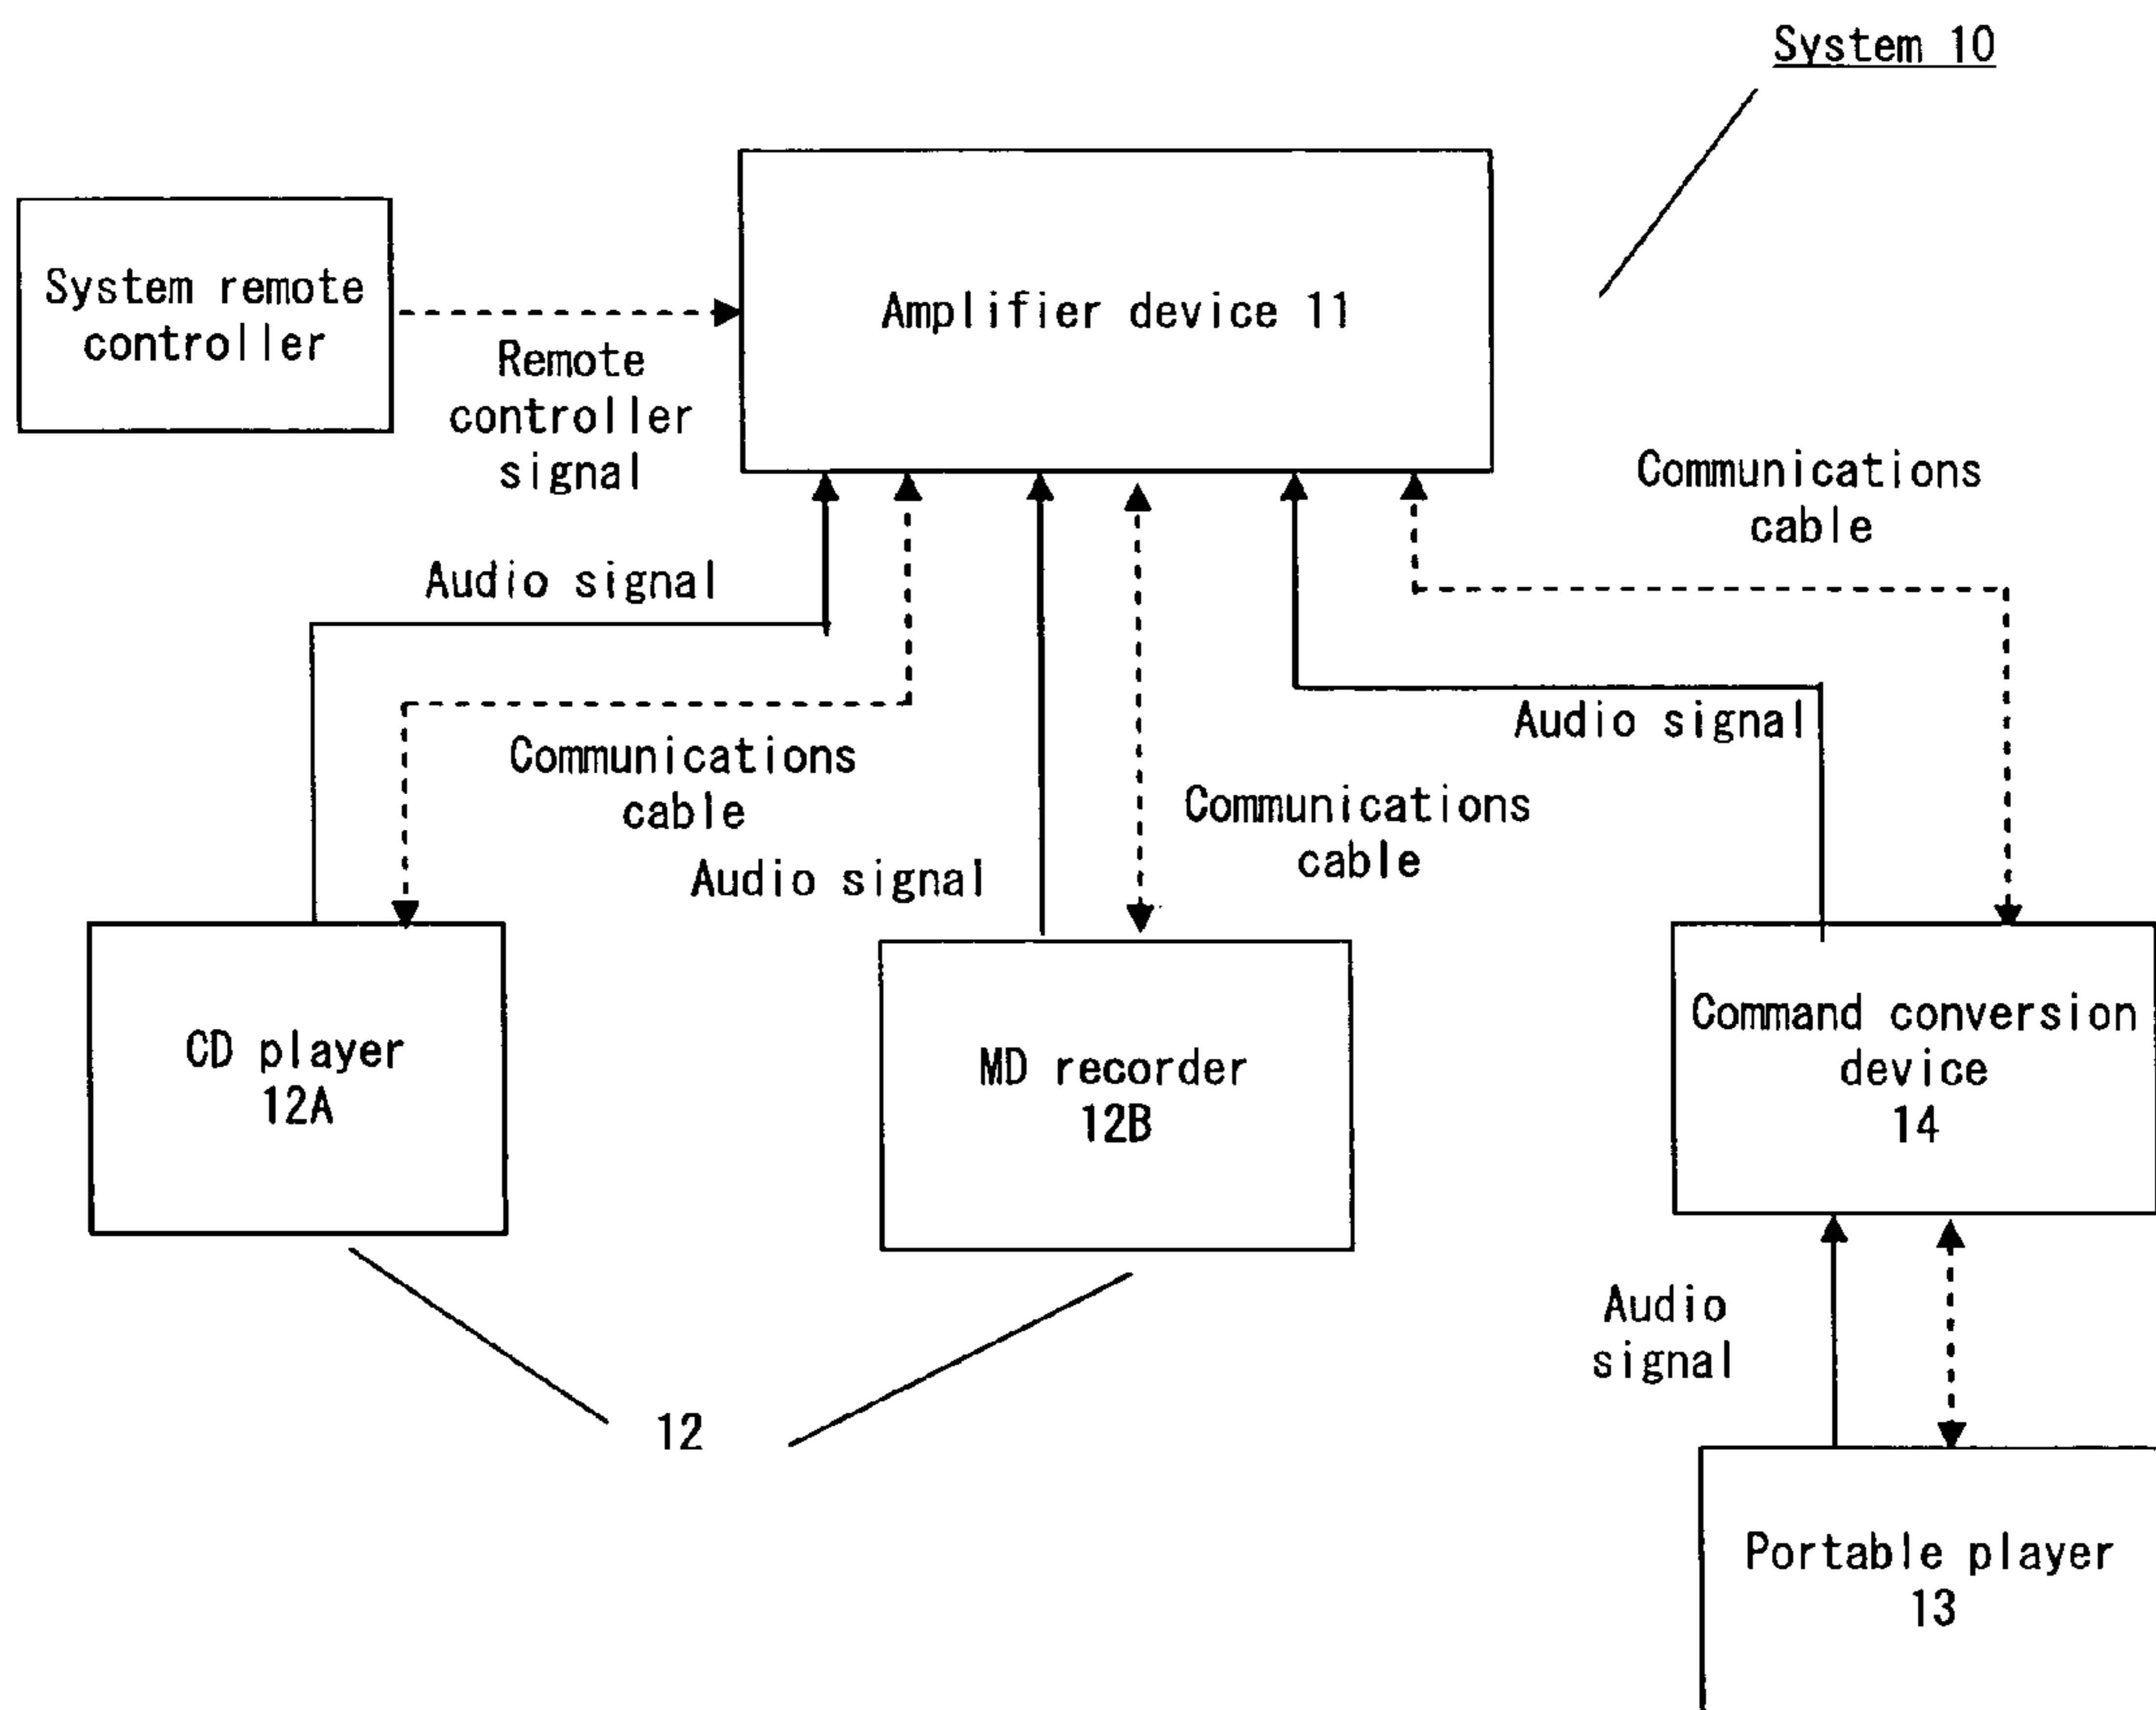 System 10
System remote
controller
Amplifier device 11
Remote
controller
signal
Communications
cable
Audio signal
Audio signal
Communications
cable
Communications
cable
Audio signal
CD player
12A
MD recorder
12B
Command conversion
device
14
Audio
signal
12
Portable player
13